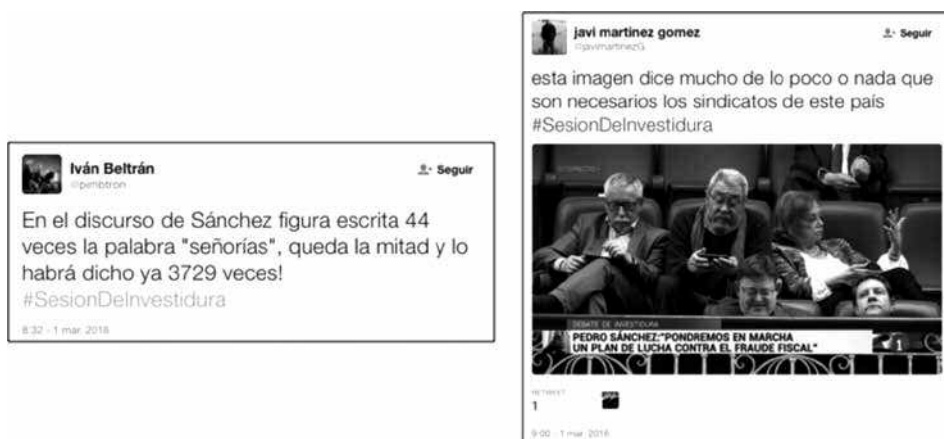 Iván Beltrán
@pimbtron
Seguir
En el discurso de Sánchez figura escrita 44
veces la palabra "señorías", queda la mitad y lo
habrá dicho ya 3729 veces!
#SesionDeInvestidura
8:32 - 1 mar. 2016
javi martinez gomez
@javimartinezG
Seguir
esta imagen dice mucho de lo poco o nada que
son necesarios los sindicatos de este país
#SesionDeInvestidura
DEBATE DE INVESTIDURA
PEDRO SÁNCHEZ:"PONDREMOS EN MARCHA
UN PLAN DE LUCHA CONTRA EL FRAUDE FISCAL"
1
RETWEET
1
9:00 - 1 mar. 2016